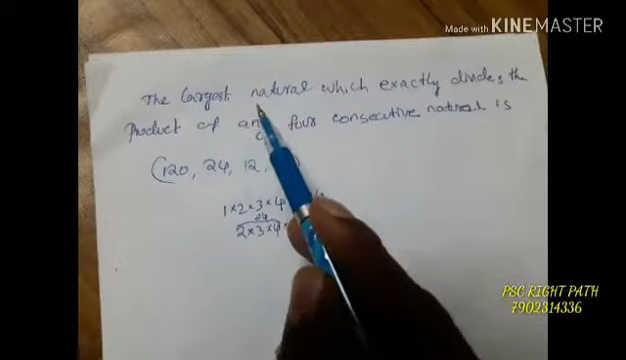 Made with KINEMASTER
The largest natural which exactly divides the
Product of any four consecutive natural is
(120, 24, 12,
1×2×3×4
24
2×3×4
PSC RIGHT PATH
7902314336